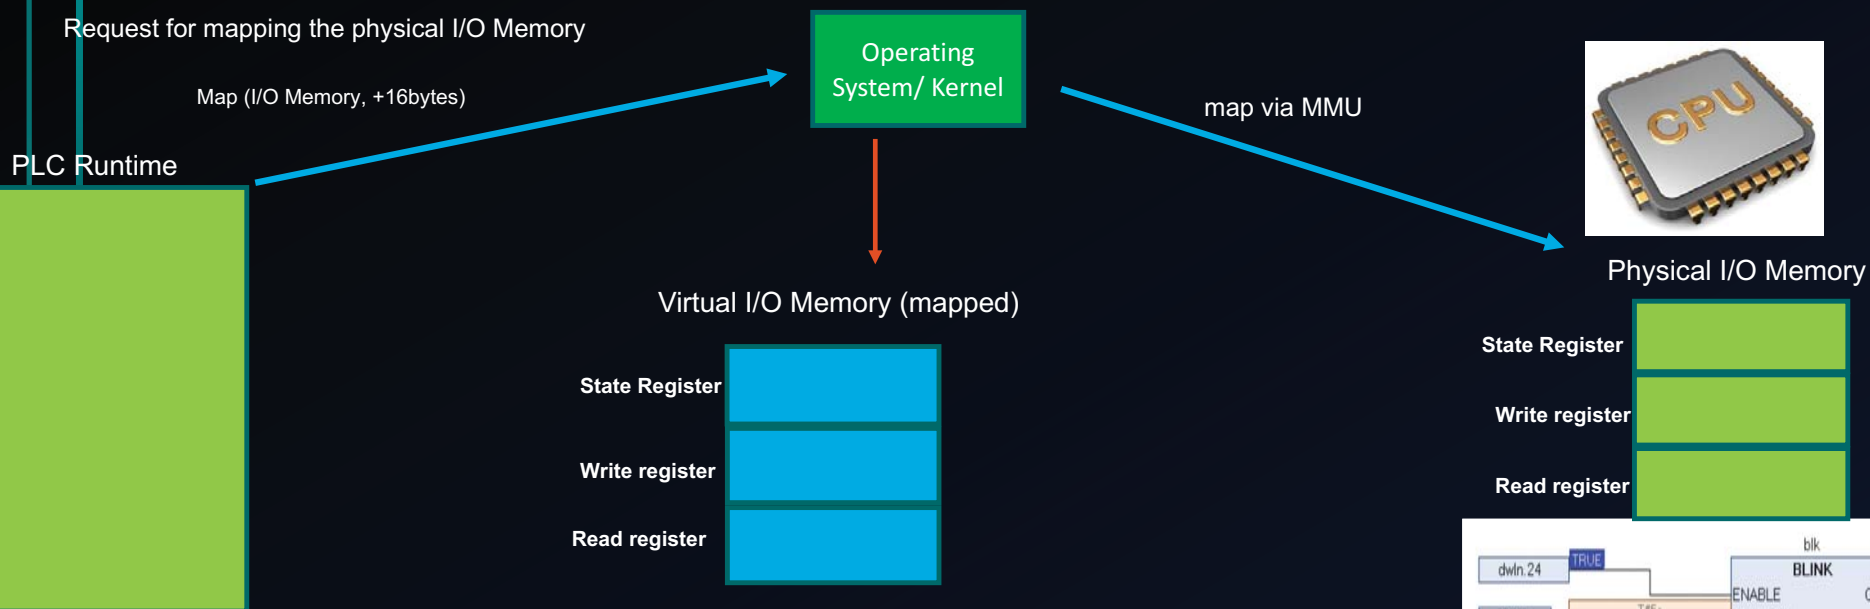 Request for mapping the physical I/O Memory
Map (I/O Memory, +16bytes)
PLC Runtime
Operating
System/ Kernel
map via MMU
CPU
Physical I/O Memory
State Register
Write register
Read register
Virtual I/O Memory (mapped)
State Register
Write register
Read register
blk
dwIn.24
TRUE
BLINK
ENABLE